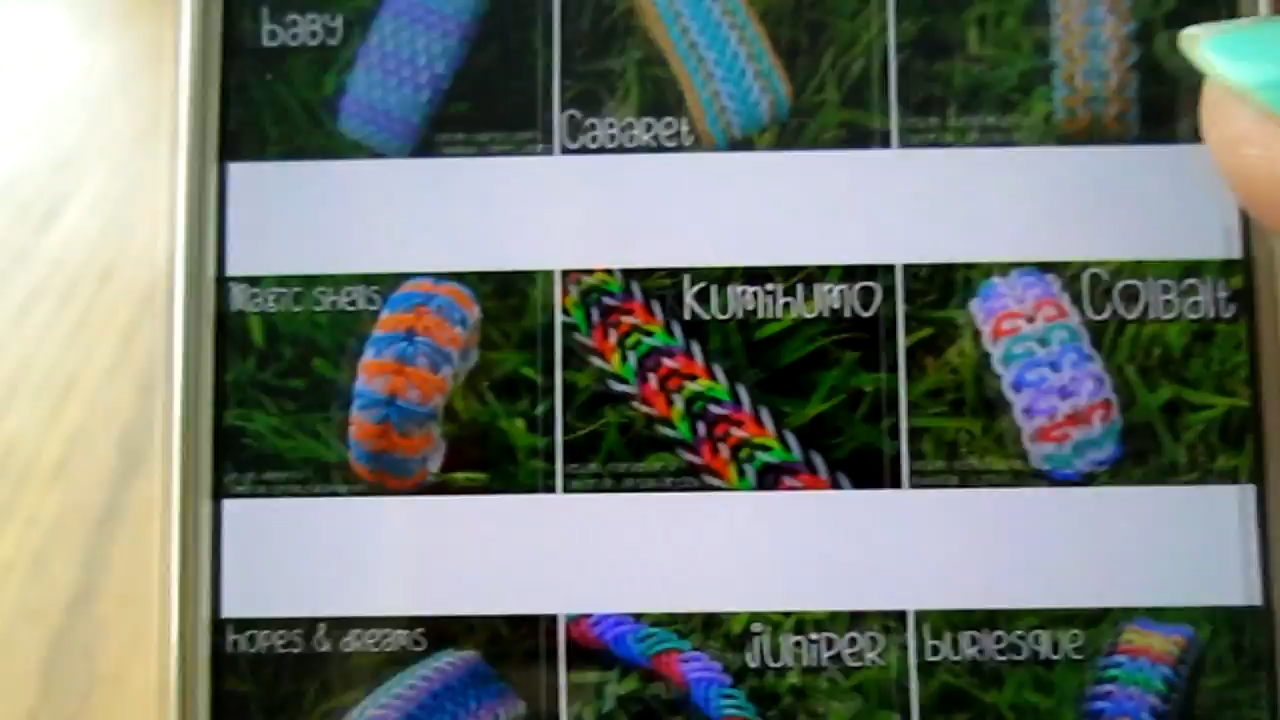 baby
Cabaret
Magic shells
Kumihumo
Colbalt
hopes & dreams
juniper
burlesque